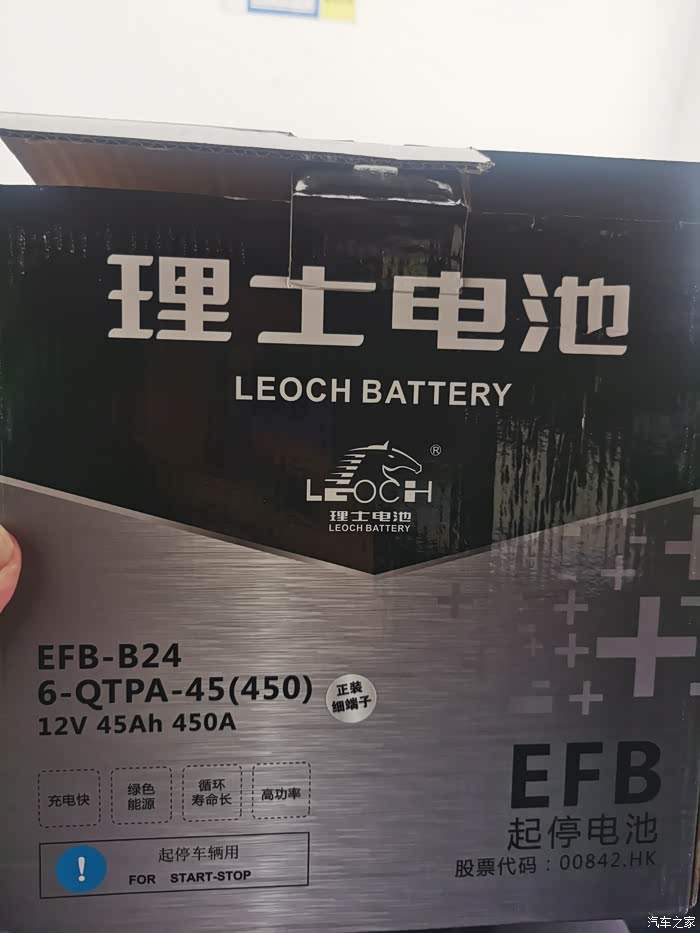 理士电池
LEOCH BATTERY
®
LEOCH
理士电池
LEOCH BATTERY
EFB-B24
6-QTPA-45(450)
12V 45Ah 450A
正装
细端子
充电快
绿色
能源
循环
寿命长
高功率
起停车辆用
FOR START-STOP
EFB
起停电池
股票代码：00842.HK
汽车之家